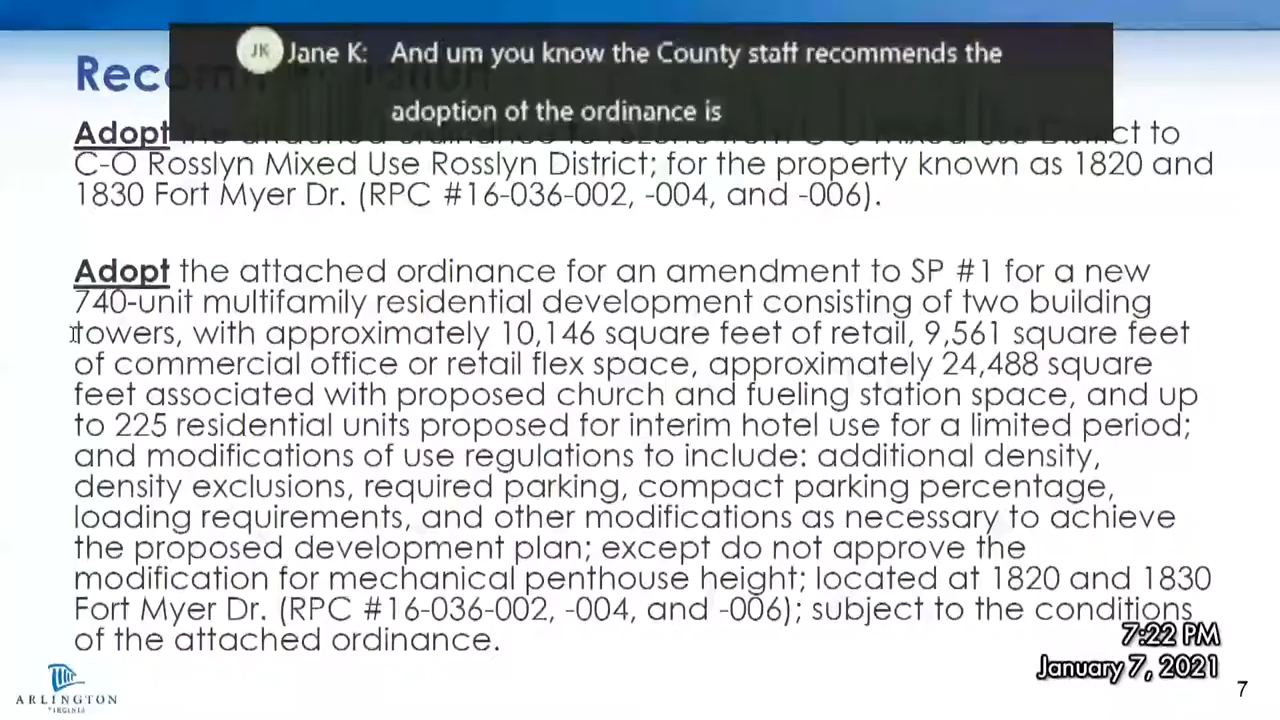 JK Jane K: And um you know the County staff recommends the
adoption of the ordinance is
Adopt
C-O Rosslyn Mixed Use Rosslyn District; for the property known as 1820 and
1830 Fort Myer Dr. (RPC #16-036-002, -004, and -006).
Adopt the attached ordinance for an amendment to SP #1 for a new
740-unit multifamily residential development consisting of two building
towers, with approximately 10,146 square feet of retail, 9,561 square feet
of commercial office or retail flex space, approximately 24,488 square
feet associated with proposed church and fueling station space, and up
to 225 residential units proposed for interim hotel use for a limited period;
and modifications of use regulations to include: additional density,
density exclusions, required parking, compact parking percentage,
loading requirements, and other modifications as necessary to achieve
the proposed development plan; except do not approve the
modification for mechanical penthouse height; located at 1820 and 1830
Fort Myer Dr. (RPC #16-036-002, -004, and -006); subject to the conditions
of the attached ordinance.
7:22 PM
January 7, 2021
ARLINGTON
VIRGINIA
7